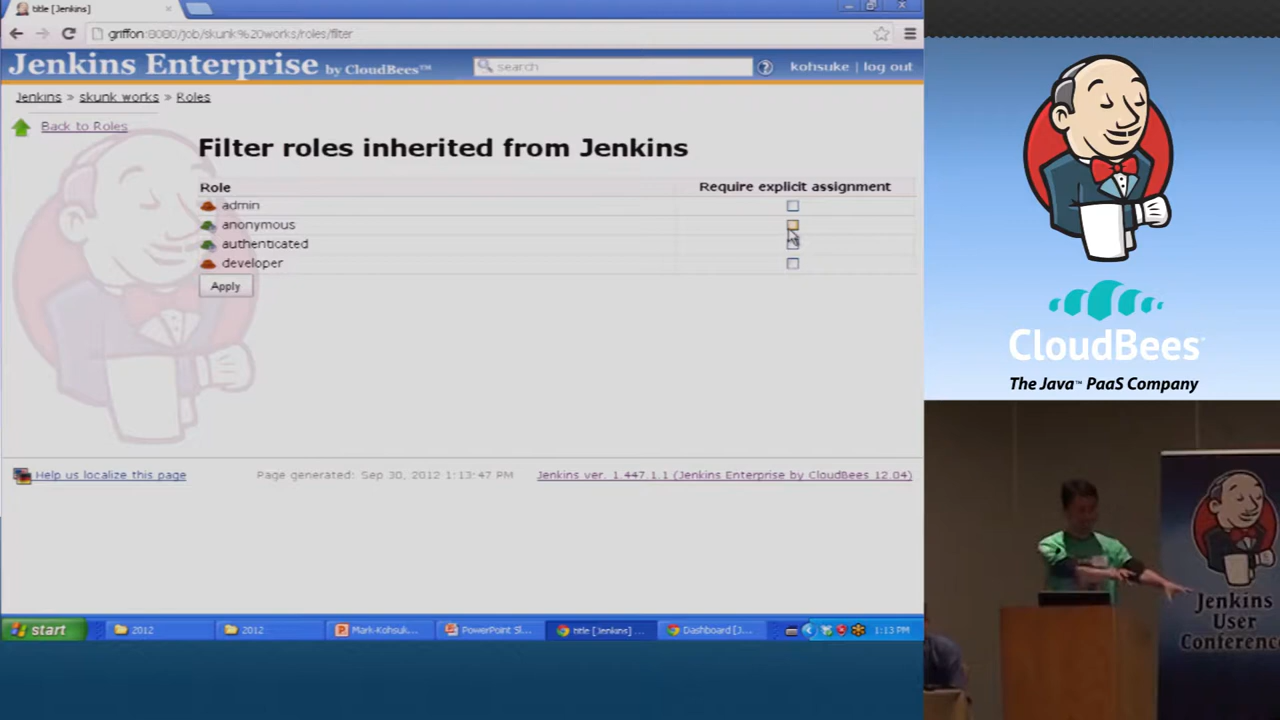 title [Jenkins]
griffon:8080/job/skunk%20works/roles/filter
Jenkins Enterprise by CloudBees™
search
kohsuke | log out
Jenkins » skunk works » Roles
Back to Roles
Filter roles inherited from Jenkins
Role Require explicit assignment
admin
anonymous
authenticated
developer
Apply
Help us localize this page
Page generated: Sep 30, 2012 1:13:47 PM
Jenkins ver. 1.447.1.1 (Jenkins Enterprise by CloudBees 12.04)
start
2012
2012
Mark-Kohsuk...
PowerPoint Sl...
title [Jenkins] ...
Dashboard [J...
1:13 PM
CloudBees
The Java™ PaaS Company
Jenkins
User
Conference